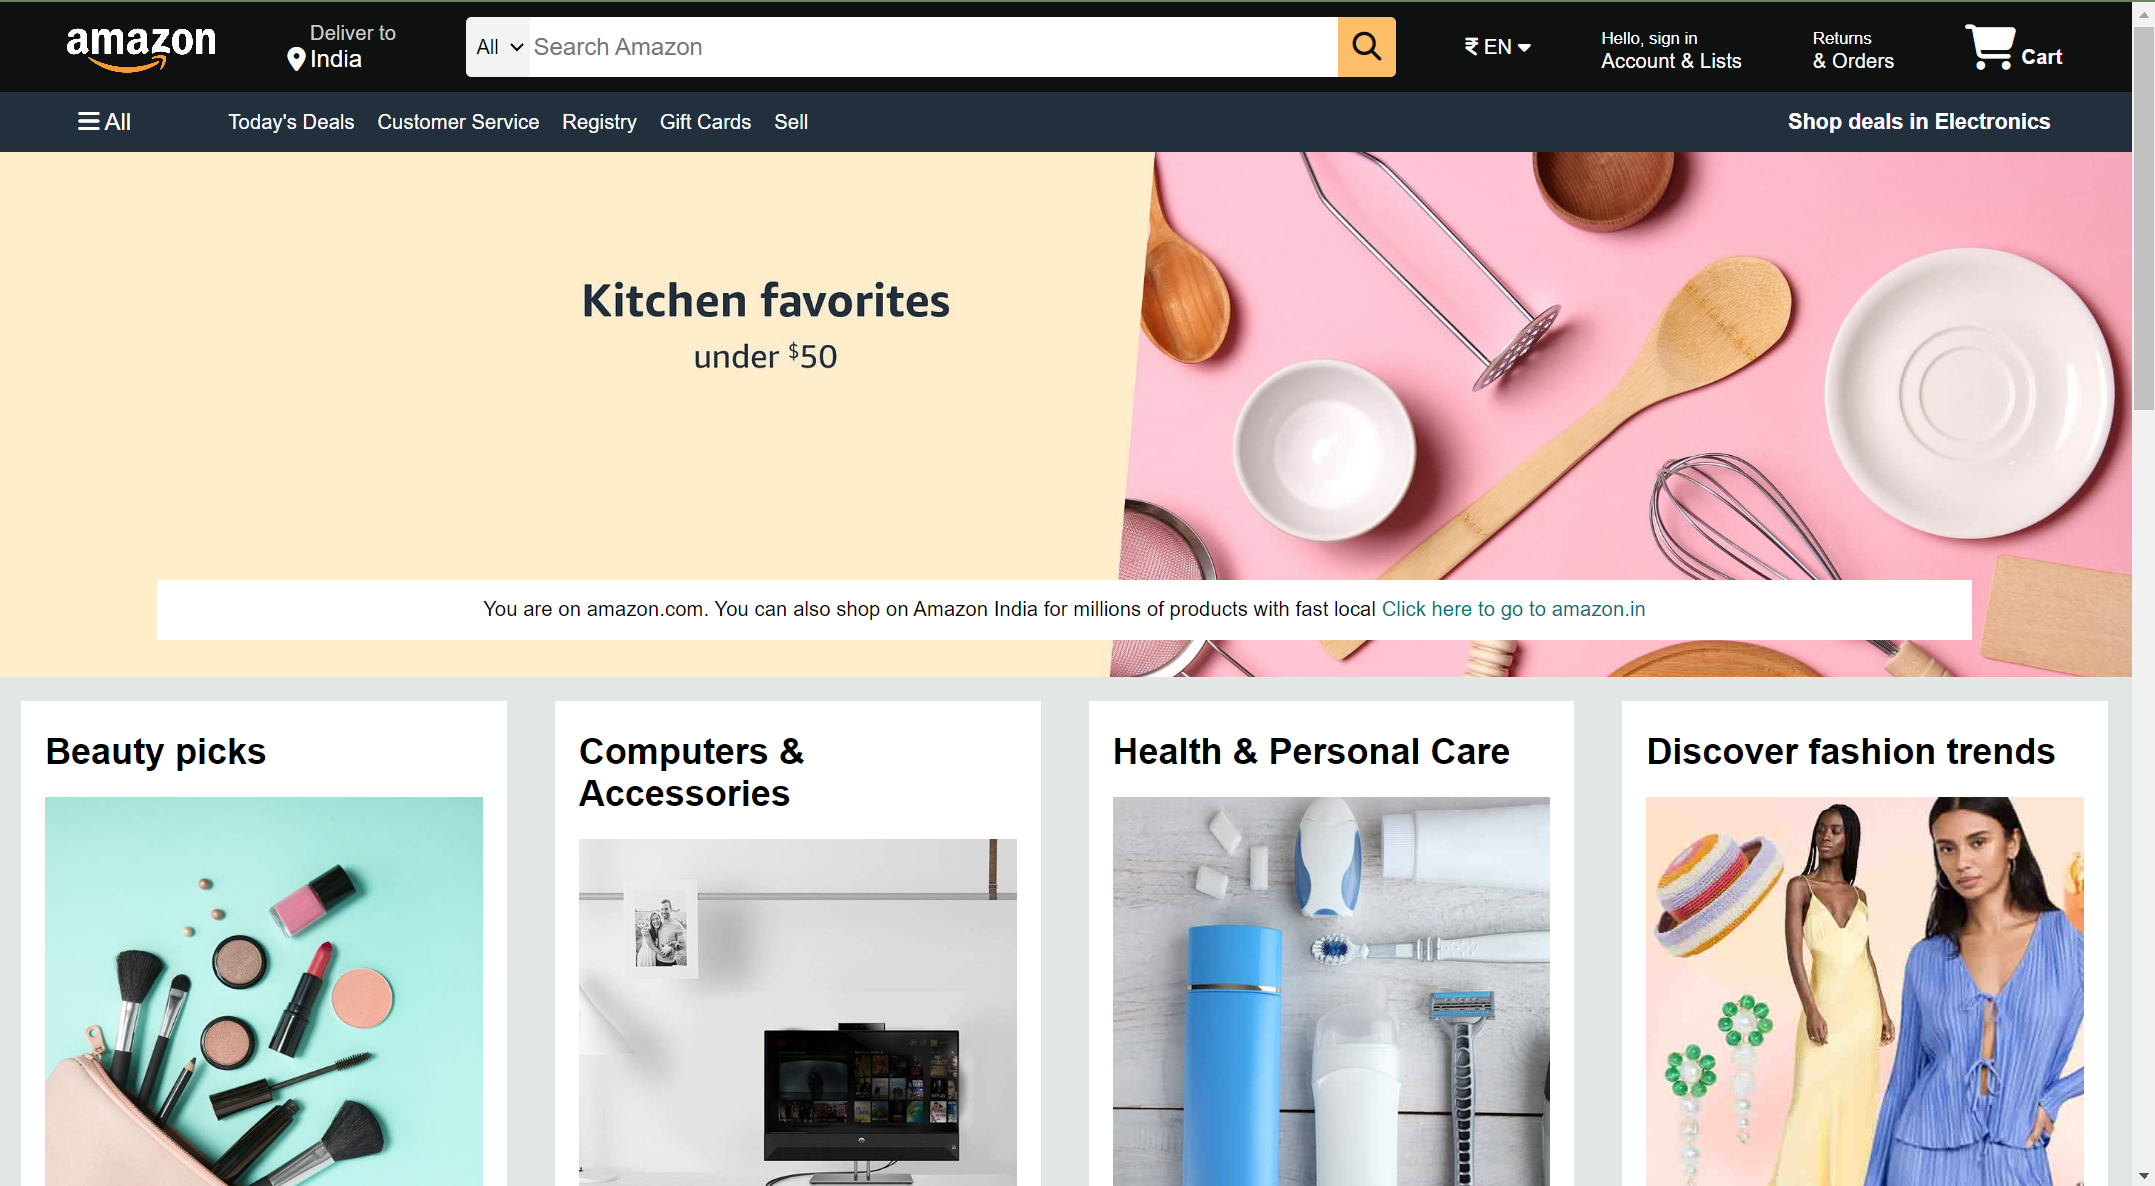 amazon
Deliver to
India
All
Search Amazon
₹ EN
Hello, sign in
Account & Lists
Returns
& Orders
Cart
All
Today's Deals
Customer Service
Registry
Gift Cards
Sell
Shop deals in Electronics
Kitchen favorites
under $50
You are on amazon.com. You can also shop on Amazon India for millions of products with fast local Click here to go to amazon.in
Beauty picks
Computers &
Accessories
Health & Personal Care
Discover fashion trends